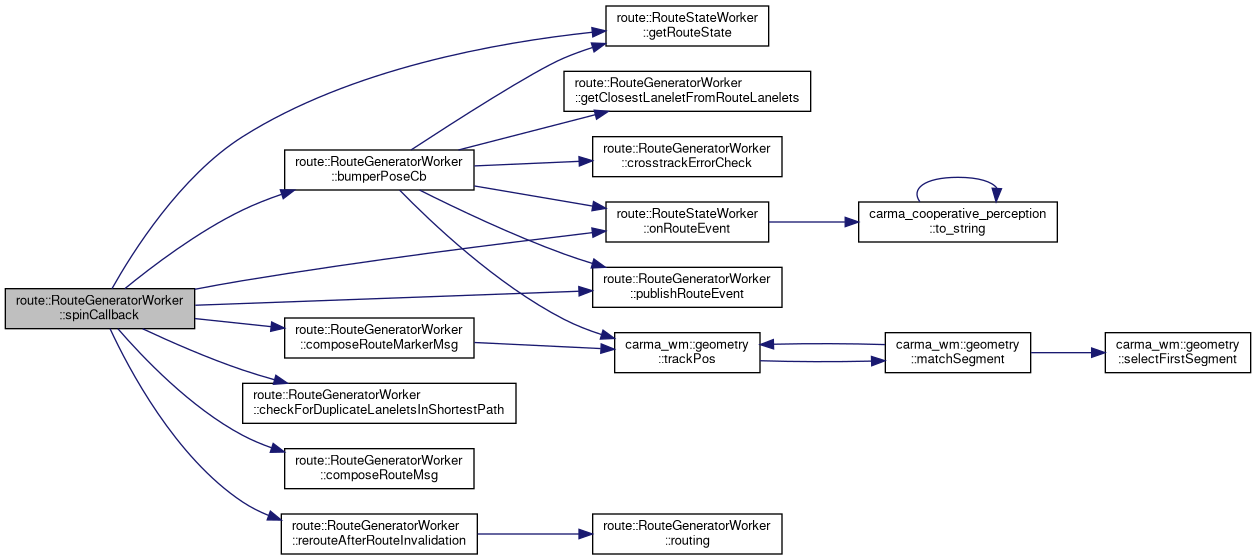 route::RouteStateWorker
::getRouteState
route::RouteGeneratorWorker
::getClosestLaneletFromRouteLanelets
route::RouteGeneratorWorker
::crosstrackErrorCheck
route::RouteGeneratorWorker
::bumperPoseCb
route::RouteStateWorker
::onRouteEvent
carma_cooperative_perception
::to_string
route::RouteGeneratorWorker
::publishRouteEvent
route::RouteGeneratorWorker
::spinCallback
route::RouteGeneratorWorker
::composeRouteMarkerMsg
carma_wm::geometry
::trackPos
carma_wm::geometry
::matchSegment
carma_wm::geometry
::selectFirstSegment
route::RouteGeneratorWorker
::checkForDuplicateLaneletsInShortestPath
route::RouteGeneratorWorker
::composeRouteMsg
route::RouteGeneratorWorker
::rerouteAfterRouteInvalidation
route::RouteGeneratorWorker
::routing